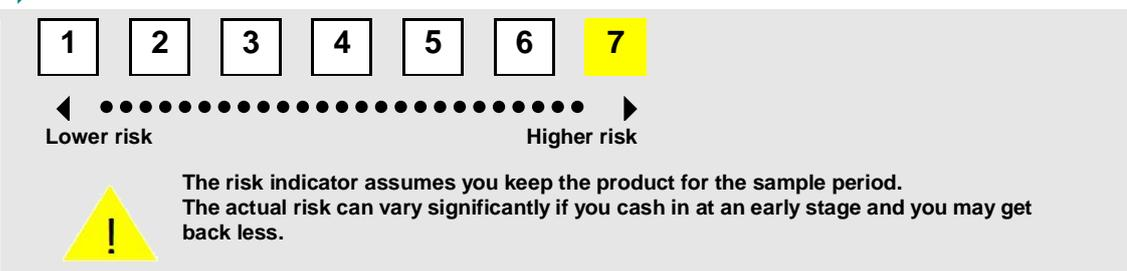 1 2 3 4 5 6 7
Lower risk Higher risk
The risk indicator assumes you keep the product for the sample period.
The actual risk can vary significantly if you cash in at an early stage and you may get
back less.
!